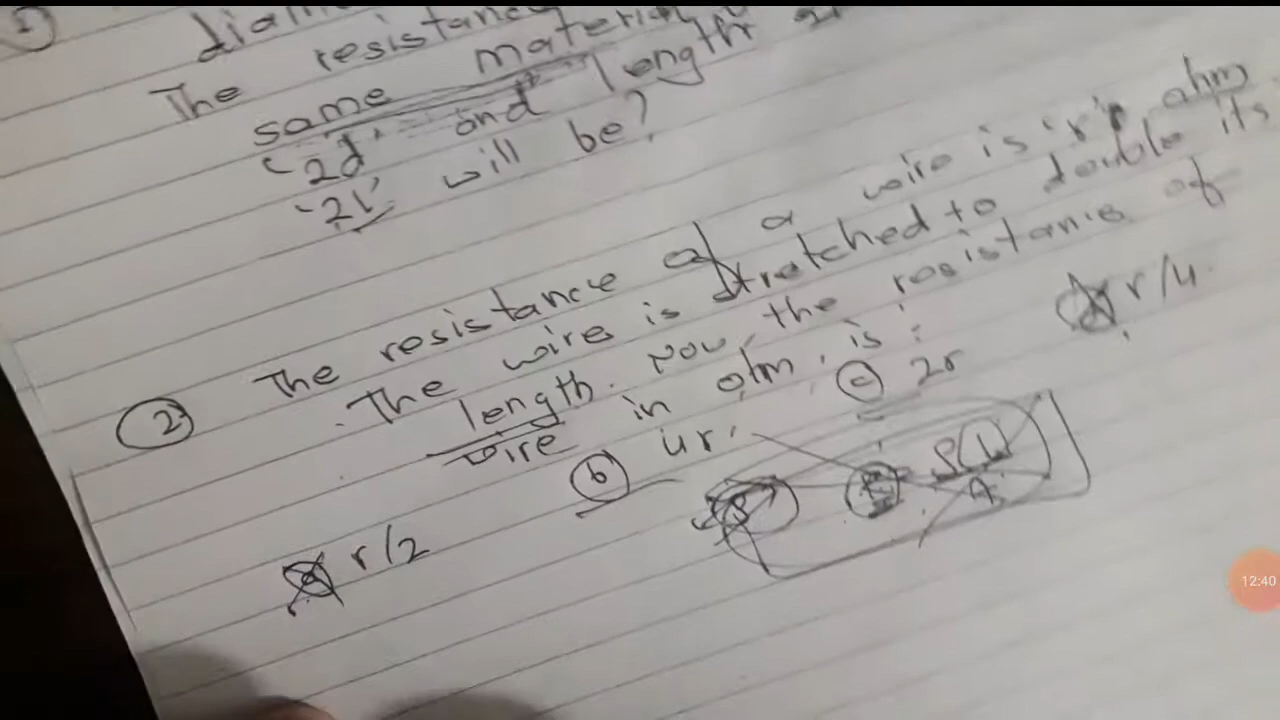 1
resistance
The same material
'2d' and length
'2l' will be?
2 The resistance of a wire is 'r' ohm
The wire is stretched to double its
length. Now, the resistance of
wire in ohm, is:
r/2 b 4r. c 2r r/4.
ρ(L)
A
12:40